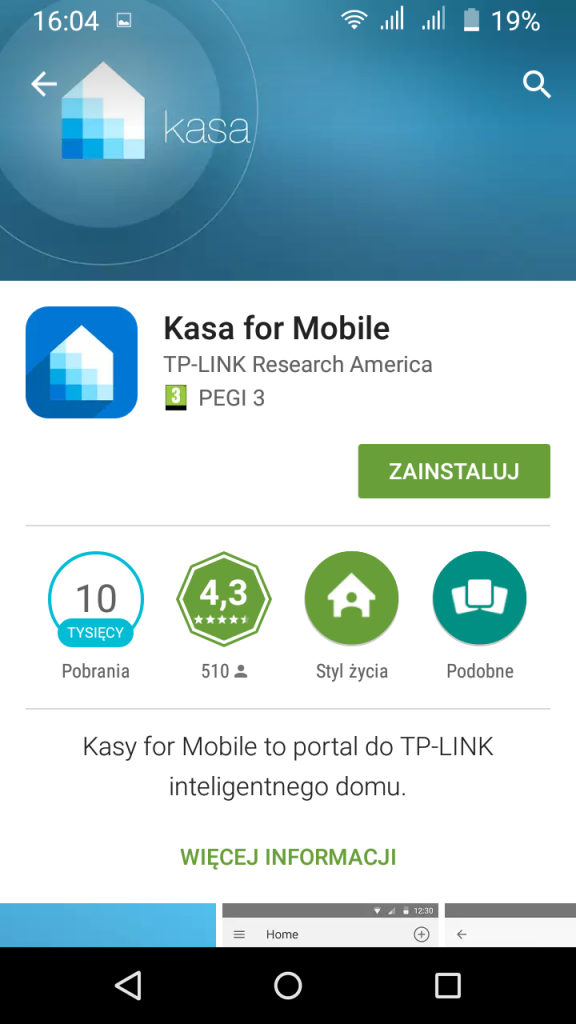 16:04
19%
kasa
Kasa for Mobile
TP-LINK Research America
3 PEGI 3
ZAINSTALUJ
10
TYSIĘCY
Pobrania
4,3
510
Styl życia
Podobne
Kasy for Mobile to portal do TP-LINK
inteligentnego domu.
WIĘCEJ INFORMACJI
12:30
Home